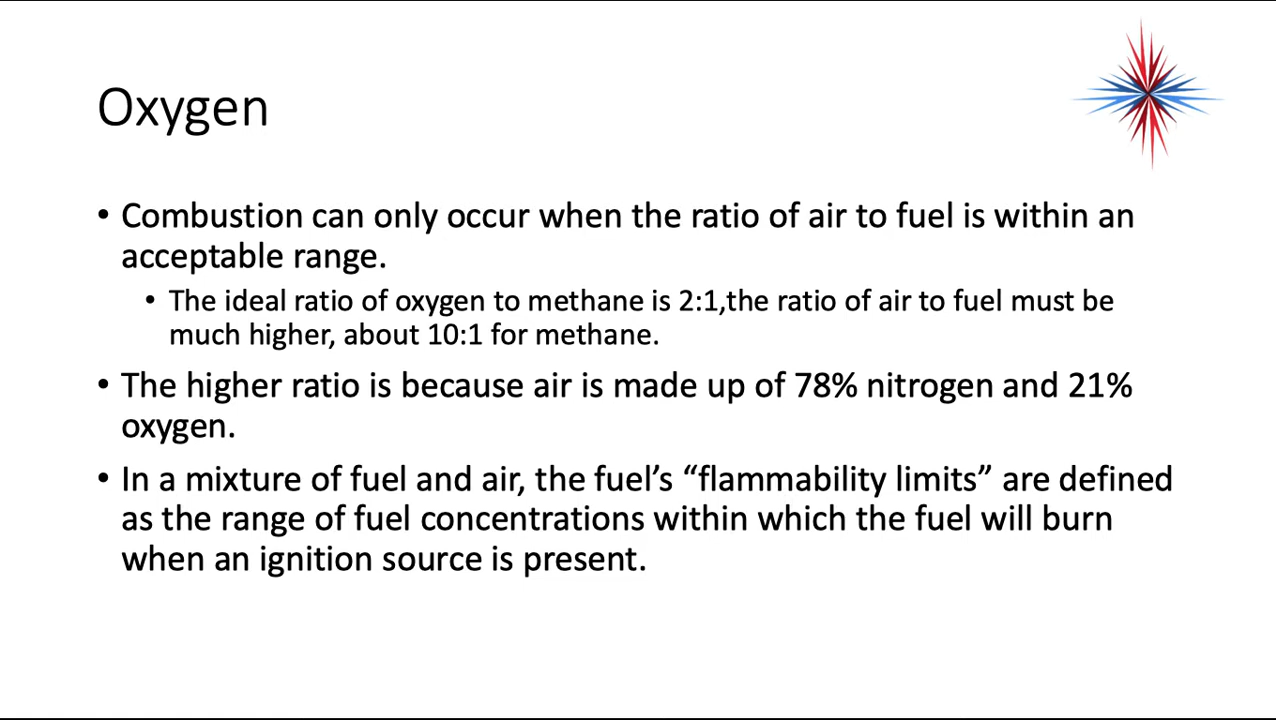 Oxygen
• Combustion can only occur when the ratio of air to fuel is within an
acceptable range.
• The ideal ratio of oxygen to methane is 2:1,the ratio of air to fuel must be
much higher, about 10:1 for methane.
• The higher ratio is because air is made up of 78% nitrogen and 21%
oxygen.
• In a mixture of fuel and air, the fuel’s “flammability limits” are defined
as the range of fuel concentrations within which the fuel will burn
when an ignition source is present.